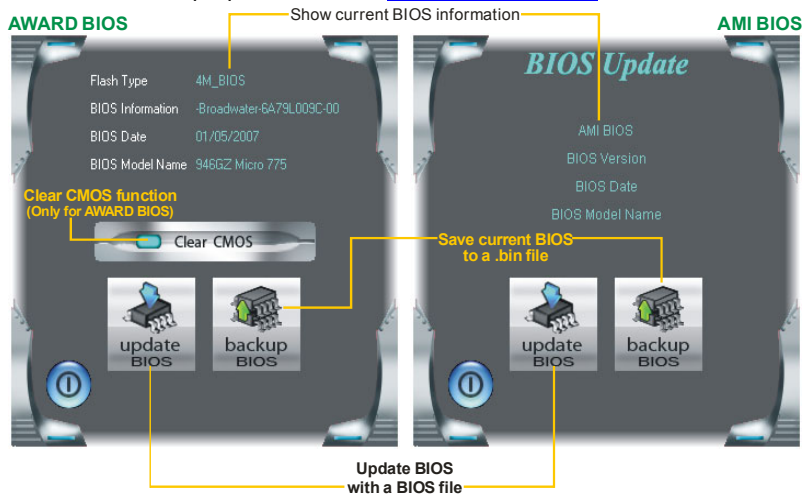 Show current BIOS information
AWARD BIOS
AMI BIOS
Flash Type 4M_BIOS
BIOS Information -Broadwater-6A79L009C-00
BIOS Date 01/05/2007
BIOS Model Name 946GZ Micro 775
Clear CMOS function
(Only for AWARD BIOS)
Clear CMOS
update
BIOS
backup
BIOS
BIOS Update
AMI BIOS
BIOS Version
BIOS Date
BIOS Model Name
Save current BIOS
to a .bin file
update
BIOS
backup
BIOS
Update BIOS
with a BIOS file